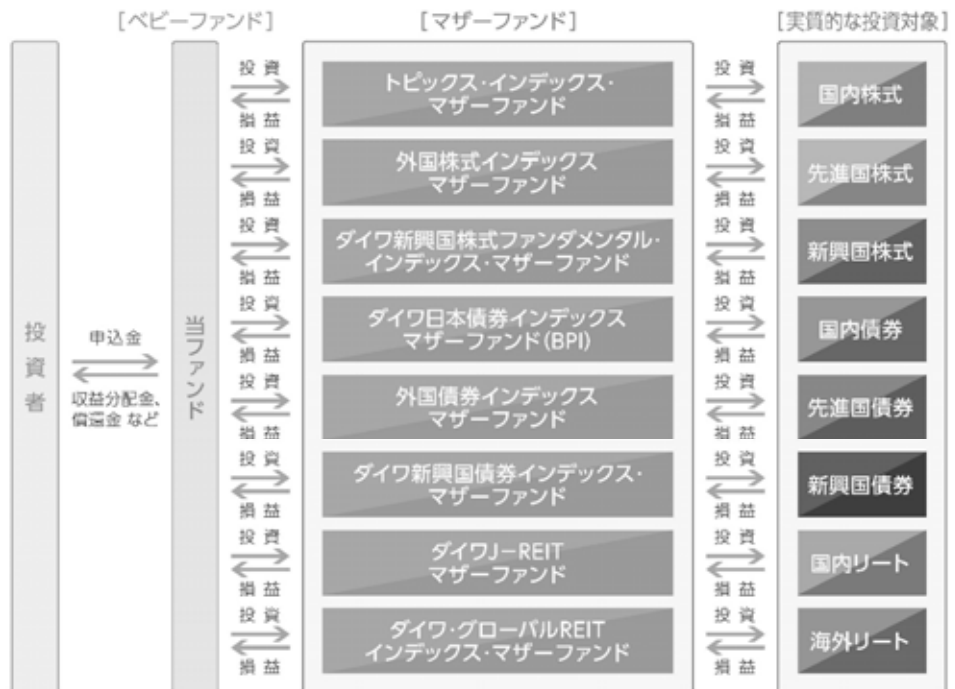 [ベビーファンド]
[マザーファンド]
[実質的な投資対象]
投資者
申込金
収益分配金、
償還金 など
当ファンド
投資
損益
トピックス・インデックス・
マザーファンド
投資
損益
国内株式
投資
損益
外国株式インデックス
マザーファンド
投資
損益
先進国株式
投資
損益
ダイワ新興国株式ファンダメンタル・
インデックス・マザーファンド
投資
損益
新興国株式
投資
損益
ダイワ日本債券インデックス
マザーファンド(BPI)
投資
損益
国内債券
投資
損益
外国債券インデックス
マザーファンド
投資
損益
先進国債券
投資
損益
ダイワ新興国債券インデックス・
マザーファンド
投資
損益
新興国債券
投資
損益
ダイワJ-REIT
マザーファンド
投資
損益
国内リート
投資
損益
ダイワ・グローバルREIT
インデックス・マザーファンド
投資
損益
海外リート